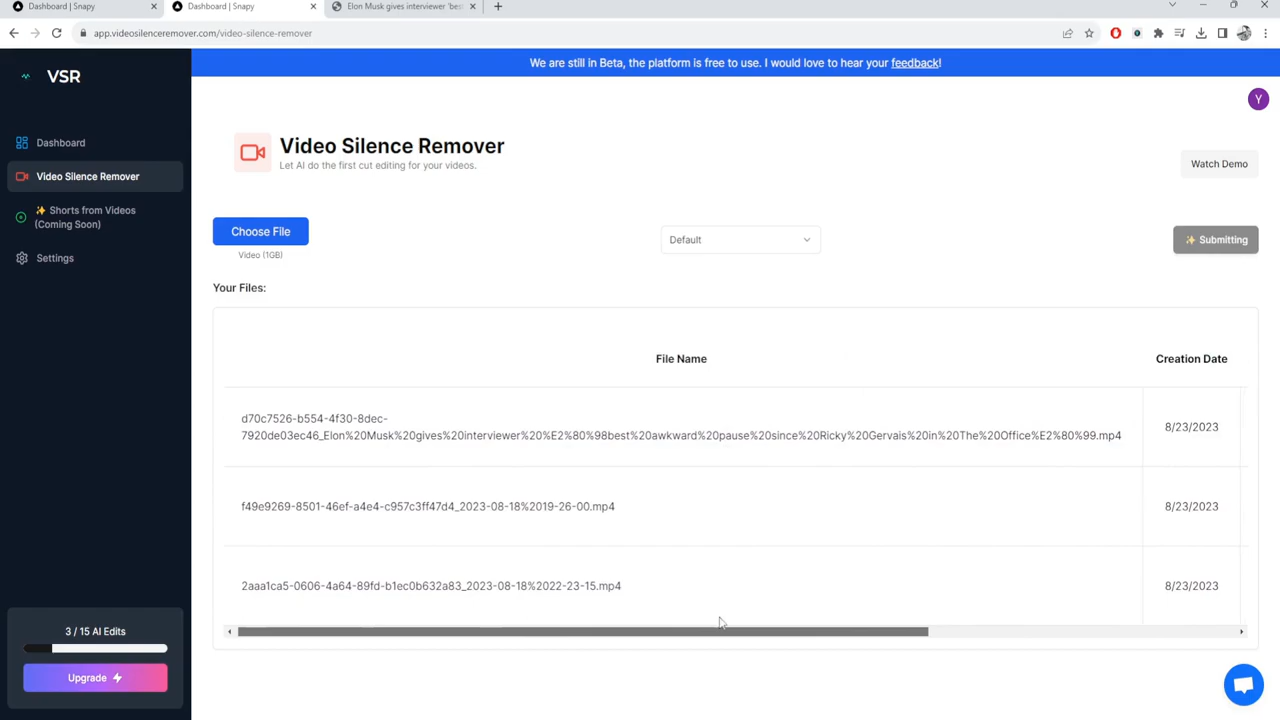 Dashboard | Snapy
Dashboard | Snapy
Elon Musk gives interviewer 'bes
app.videosilenceremover.com/video-silence-remover
VSR
We are still in Beta, the platform is free to use. I would love to hear your feedback!
Y
Dashboard
Video Silence Remover
✨ Shorts from Videos
(Coming Soon)
Settings
Video Silence Remover
Let AI do the first cut editing for your videos.
Watch Demo
Choose File
Video (1GB)
Default
✨ Submitting
Your Files:
File Name
Creation Date
d70c7526-b554-4f30-8dec-
7920de03ec46_Elon%20Musk%20gives%20interviewer%20%E2%80%98best%20awkward%20pause%20since%20Ricky%20Gervais%20in%20The%20Office%E2%80%99.mp4
8/23/2023
f49e9269-8501-46ef-a4e4-c957c3ff47d4_2023-08-18%2019-26-00.mp4
8/23/2023
2aaa1ca5-0606-4a64-89fd-b1ec0b632a83_2023-08-18%2022-23-15.mp4
8/23/2023
3 / 15 AI Edits
Upgrade